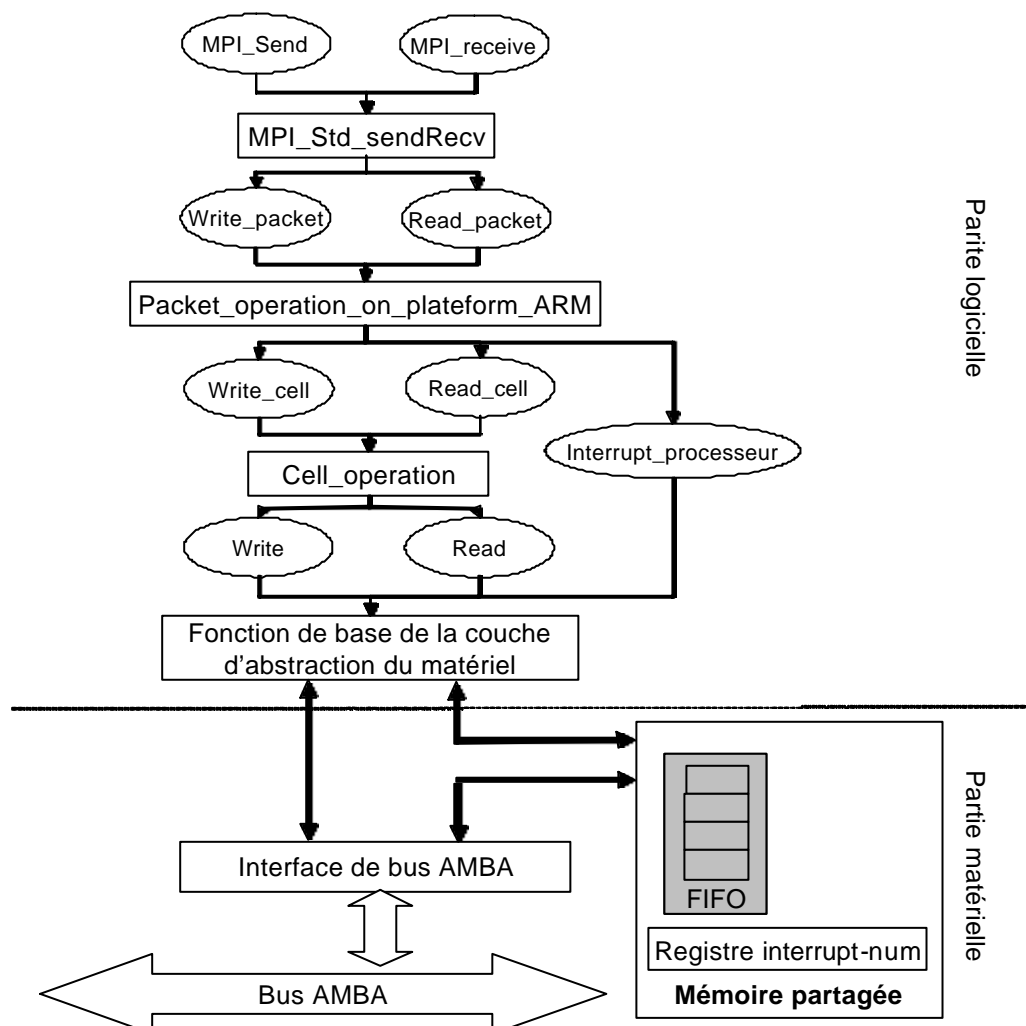 MPI_Send
MPI_receive
MPI_Std_sendRecv
Write_packet
Read_packet
Parite logicielle
Packet_operation_on_plateform_ARM
Write_cell
Read_cell
Interrupt_processeur
Cell_operation
Write
Read
Fonction de base de la couche
d'abstraction du matériel
Partie matérielle
Interface de bus AMBA
FIFO
Registre interrupt-num
Mémoire partagée
Bus AMBA